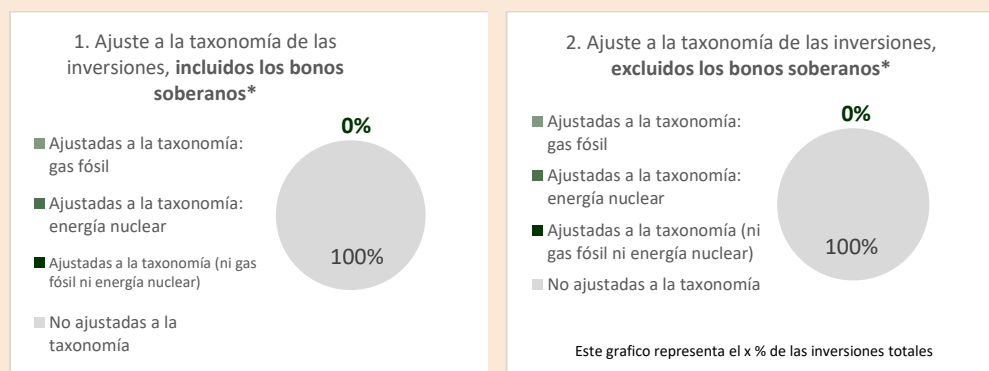 1. Ajuste a la taxonomía de las
inversiones, incluidos los bonos
soberanos*
0%
Ajustadas a la taxonomía:
gas fósil
Ajustadas a la taxonomía:
energía nuclear
Ajustadas a la taxonomía (ni gas
fósil ni energía nuclear)
No ajustadas a la
taxonomía
100%
2. Ajuste a la taxonomía de las inversiones,
excluidos los bonos soberanos*
0%
Ajustadas a la taxonomía:
gas fósil
Ajustadas a la taxonomía:
energía nuclear
Ajustadas a la taxonomía (ni
gas fósil ni energía nuclear)
No ajustadas a la taxonomía
100%
Este grafico representa el x % de las inversiones totales